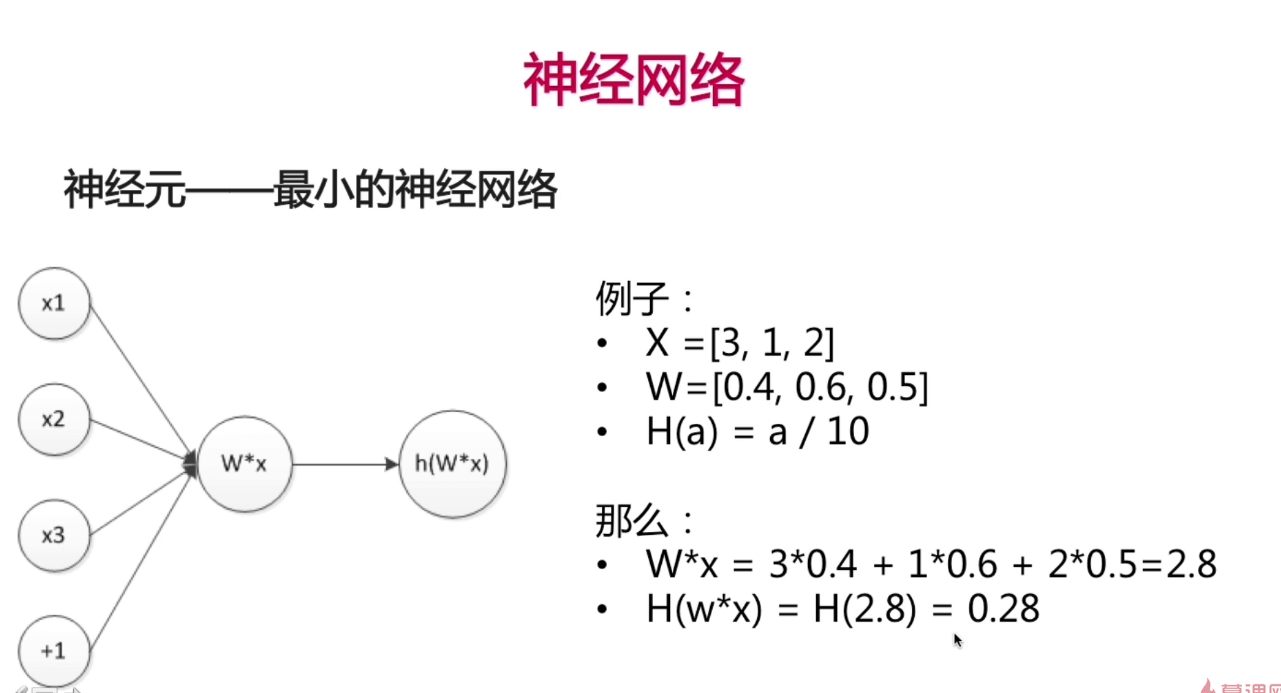 神经网络
神经元——最小的神经网络
x1
x2
x3
+1
W*x
h(W*x)
例子：
• X =[3, 1, 2]
• W=[0.4, 0.6, 0.5]
• H(a) = a / 10
那么：
• W*x = 3*0.4 + 1*0.6 + 2*0.5=2.8
• H(w*x) = H(2.8) = 0.28